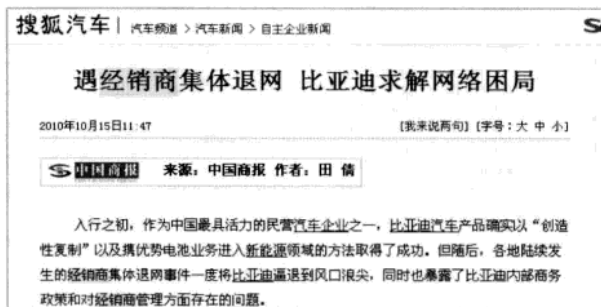 搜狐汽车 | 汽车频道 > 汽车新闻 > 自主企业新闻
遇经销商集体退网 比亚迪求解网络困局
2010年10月15日11:47 [我来说两句] [字号：大 中 小]
中国商报 来源：中国商报 作者：田 倩
入行之初，作为中国最具活力的民营汽车企业之一，比亚迪汽车产品确实以“创造
性复制”以及携优势电池业务进入新能源领域的方法取得了成功。但随后，各地陆续发
生的经销商集体退网事件一度将比亚迪逼退到风口浪尖，同时也暴露了比亚迪内部商务
政策和对经销商管理方面存在的问题。